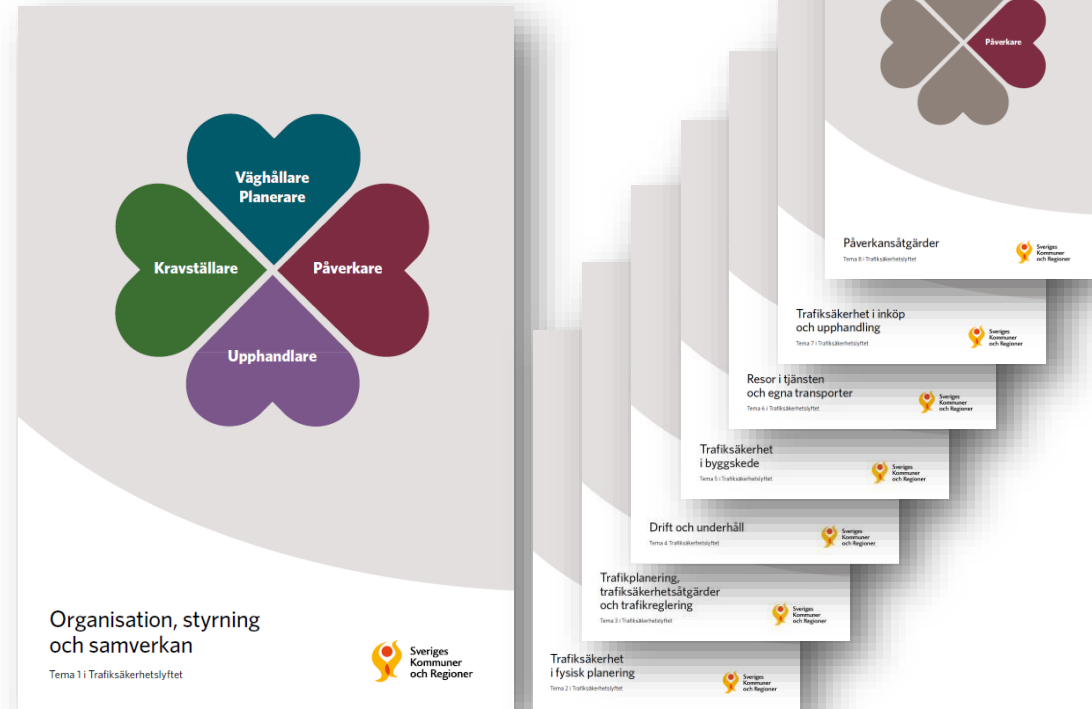 Väghållare
Planerare
Kravställare
Påverkare
Upphandlare
Organisation, styrning
och samverkan
Tema 1 i Trafiksäkerhetslyftet
Sveriges
Kommuner
och Regioner
Trafiksäkerhet
i fysisk planering
Tema 2 i Trafiksäkerhetslyftet
Sveriges
Kommuner
och Regioner
Trafikplanering,
trafiksäkerhetsåtgärder
och trafikreglering
Tema 3 i Trafiksäkerhetslyftet
Sveriges
Kommuner
och Regioner
Drift och underhåll
Tema 4 Trafiksäkerhetslyftet
Sveriges
Kommuner
och Regioner
Trafiksäkerhet
i byggskede
Tema 5 i Trafiksäkerhetslyftet
Sveriges
Kommuner
och Regioner
Resor i tjänsten
och egna transporter
Tema 6 i Trafiksäkerhetslyftet
Sveriges
Kommuner
och Regioner
Trafiksäkerhet i inköp
och upphandling
Tema 7 i Trafiksäkerhetslyftet
Sveriges
Kommuner
och Regioner
Påverkare
Påverkansåtgärder
Tema 8 i Trafiksäkerhetslyftet
Sveriges
Kommuner
och Regioner